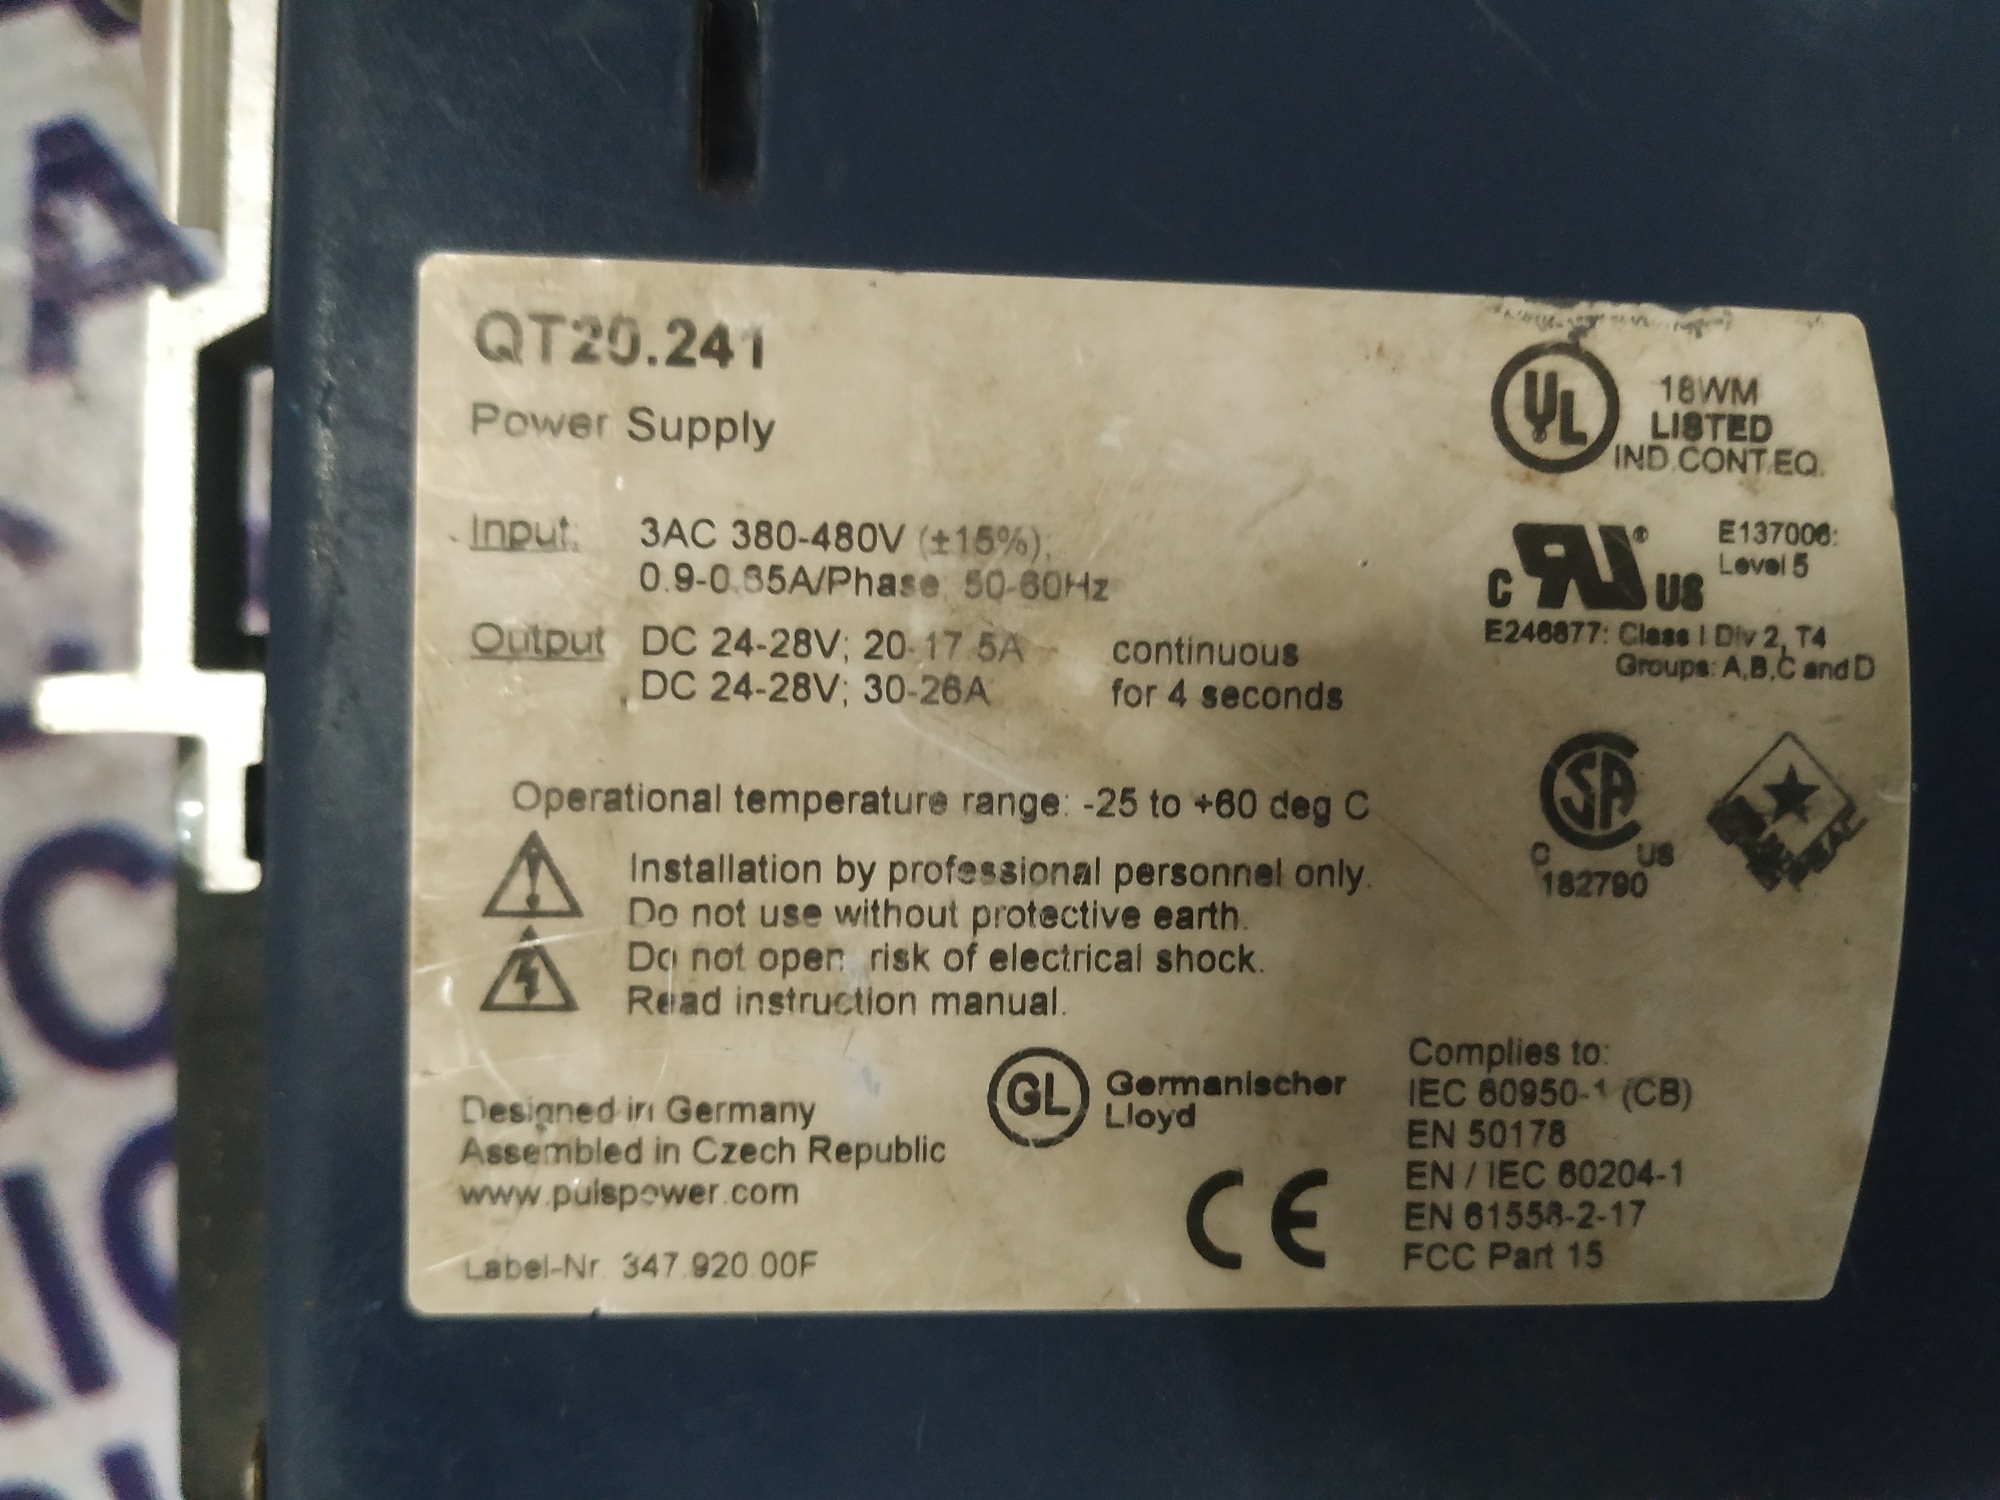 QT20.241
Power Supply
Input: 3AC 380-480V (±15%);
0.9-0.65A/Phase; 50-60Hz
Output DC 24-28V; 20-17.5A continuous
DC 24-28V; 30-26A for 4 seconds
Operational temperature range: -25 to +60 deg C
Installation by professional personnel only.
Do not use without protective earth.
Do not open, risk of electrical shock.
Read instruction manual.
Designed in Germany
Assembled in Czech Republic
www.pulspower.com
Label-Nr. 347.920.00F
GL Germanischer
Lloyd
CE
UL 18WM
LISTED
IND.CONT.EQ.
C RU® US E137006:
Level 5
E246877: Class I Div 2, T4
Groups: A,B,C and D
SA
C US
182790
Complies to:
IEC 60950-1 (CB)
EN 50178
EN / IEC 60204-1
EN 61558-2-17
FCC Part 15